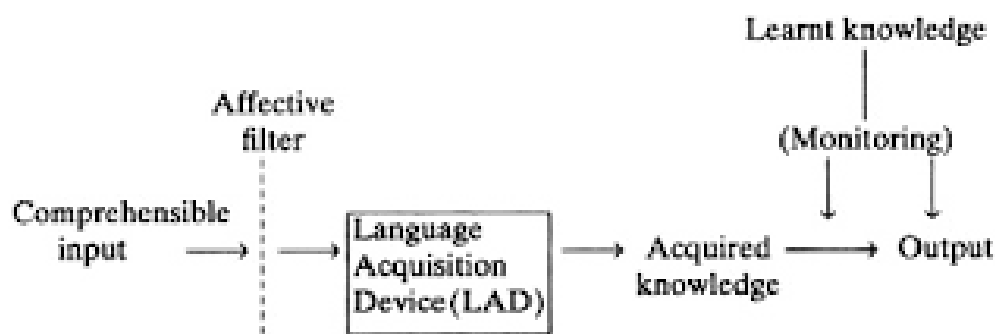 Learnt knowledge
Affective
filter
(Monitoring)
Comprehensible
input
Language
Acquisition
Device (LAD)
Acquired
knowledge
Output